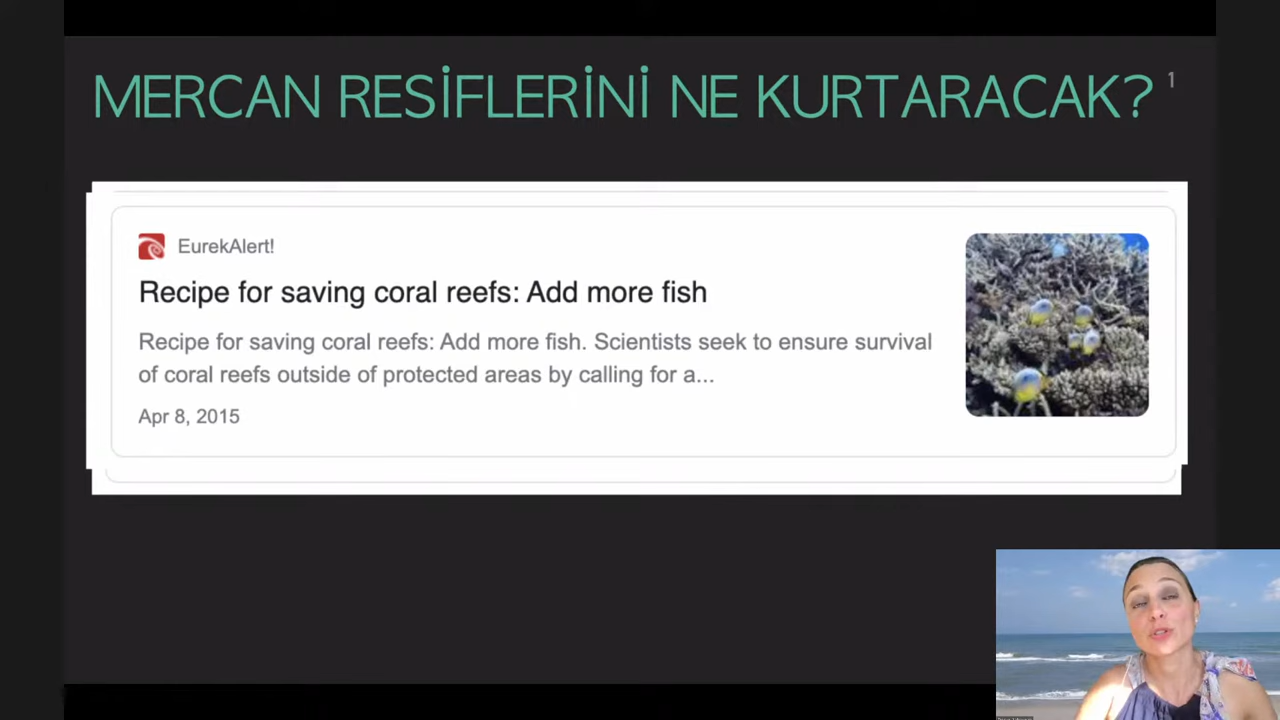 MERCAN RESİFLERİNİ NE KURTARACAK?
1
EurekAlert!
Recipe for saving coral reefs: Add more fish
Recipe for saving coral reefs: Add more fish. Scientists seek to ensure survival
of coral reefs outside of protected areas by calling for a...
Apr 8, 2015